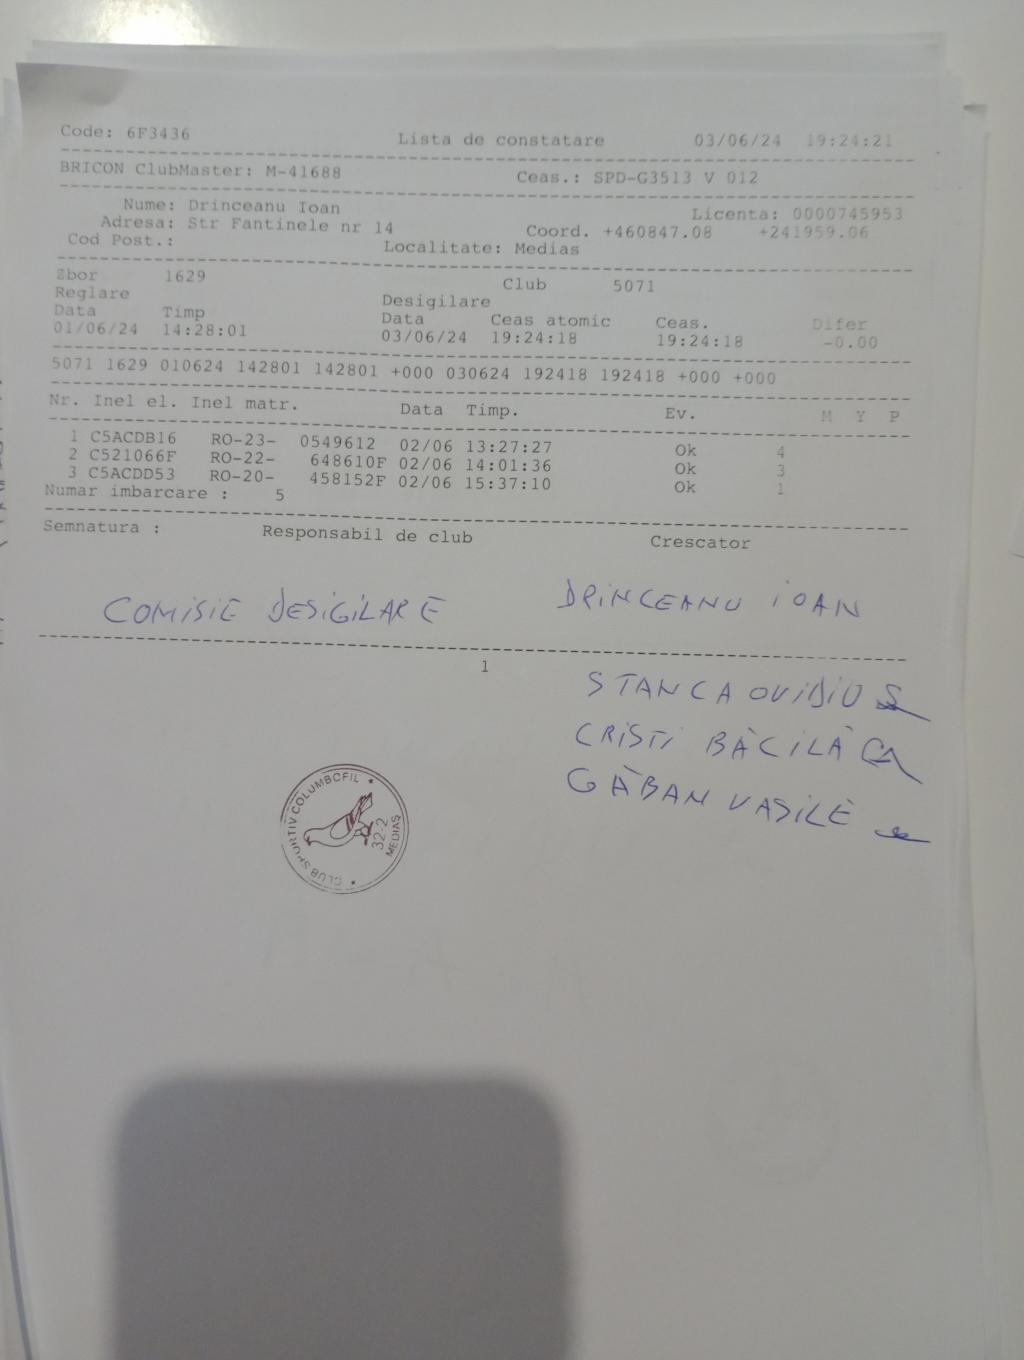 Code: 6F3436 Lista de constatare 03/06/24 19:24:21
BRICON ClubMaster: M-41688 Ceas.: SPD-G3513 V 012
Nume: Drinceanu Ioan Licenta: 0000745953
Adresa: Str Fantinele nr 14 Coord. +460847.08 +241959.06
Cod Post.: Localitate: Medias
Zbor 1629 Club 5071
Reglare Desigilare
Data Timp Data Ceas atomic Ceas. Difer
01/06/24 14:28:01 03/06/24 19:24:18 19:24:18 -0.00
5071 1629 010624 142801 142801 +000 030624 192418 192418 +000 +000
Nr. Inel el. Inel matr. Data Timp. Ev. M Y P
1 C5ACDB16 RO-23- 0549612 02/06 13:27:27 Ok 4
2 C521066F RO-22- 648610F 02/06 14:01:36 Ok 3
3 C5ACDD53 RO-20- 458152F 02/06 15:37:10 Ok 1
Numar imbarcare : 5
Semnatura : Responsabil de club Crescator
COMISIE DESIGILARE DRINCEANU IOAN
1
STANCA OVIDIU
CRISTI BĂCILĂ
GĂBAN VASILE
CLUB SPORTIV COLUMBOFIL
32-2
MEDIAS